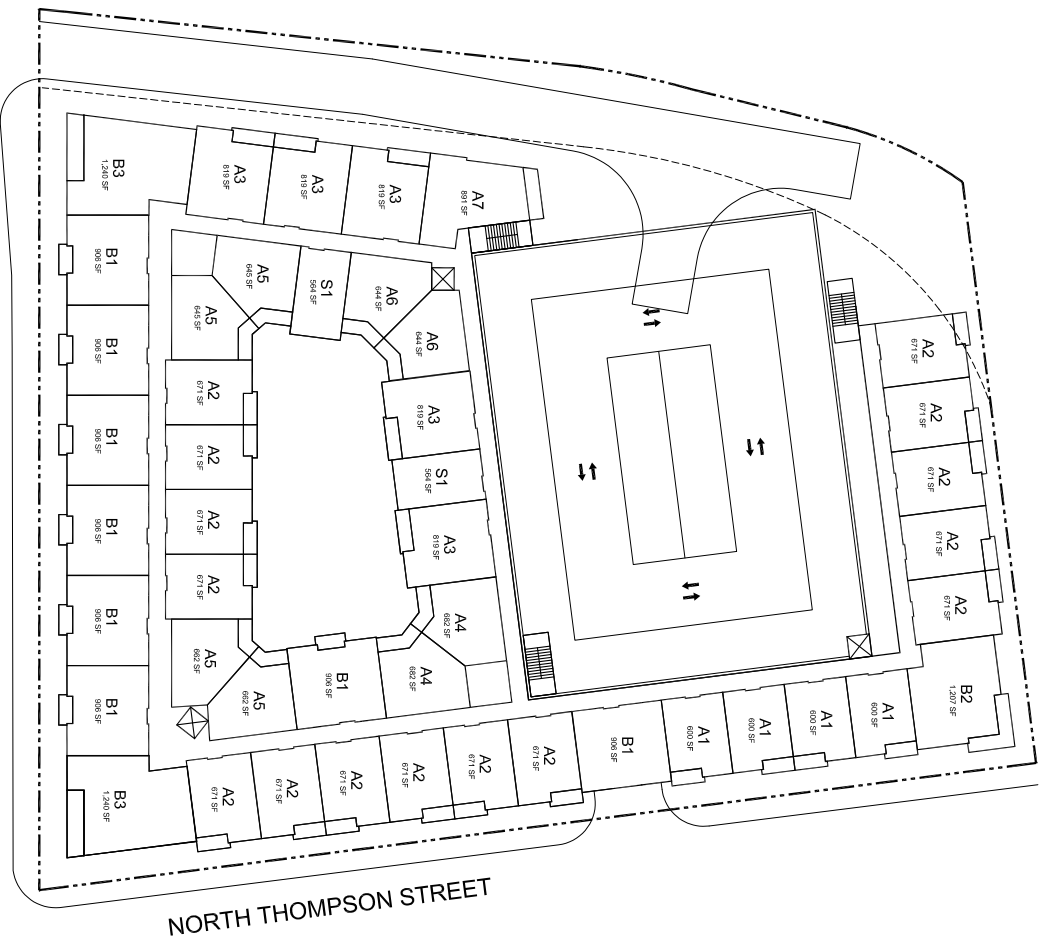 B3
1,240 SF
A3
819 SF
A3
819 SF
A3
819 SF
A7
891 SF
B1
906 SF
B1
906 SF
B1
906 SF
B1
906 SF
B1
906 SF
B1
906 SF
B3
1,240 SF
A5
645 SF
A5
645 SF
S1
564 SF
A6
644 SF
A6
644 SF
A2
671 SF
A2
671 SF
A2
671 SF
A2
671 SF
A3
819 SF
S1
564 SF
A3
819 SF
A4
682 SF
A4
682 SF
A5
662 SF
A5
662 SF
B1
906 SF
A2
671 SF
A2
671 SF
A2
671 SF
A2
671 SF
A2
671 SF
A2
671 SF
B1
906 SF
A1
600 SF
A1
600 SF
A1
600 SF
A1
600 SF
B2
1,207 SF
A2
671 SF
A2
671 SF
A2
671 SF
A2
671 SF
A2
671 SF
NORTH THOMPSON STREET